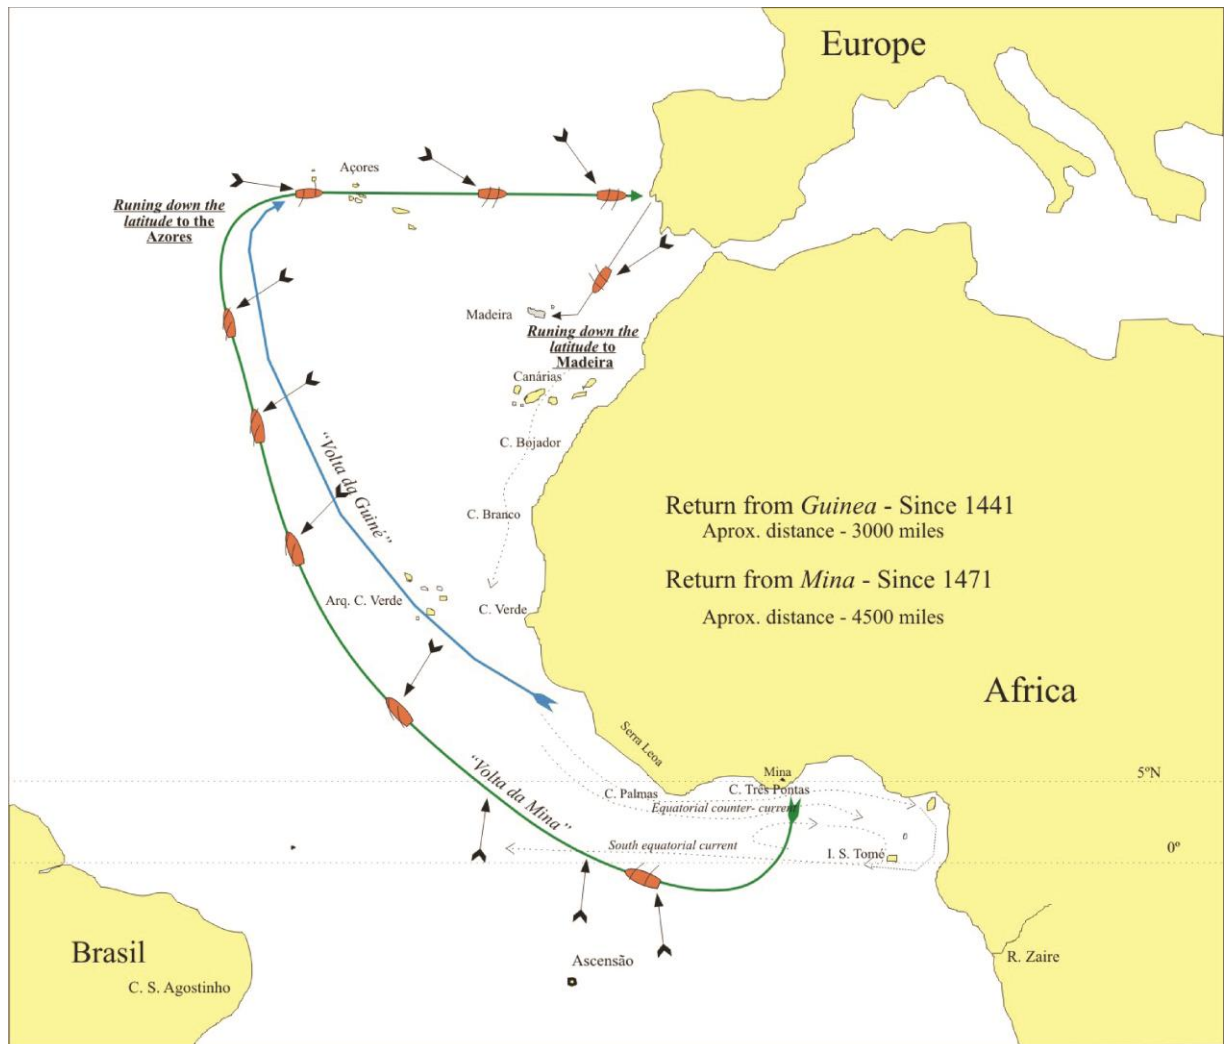 Europe
Açores
Runing down the
latitude to the
Azores
Madeira
Runing down the
latitude to
Madeira
Canárias
C. Bojador
"Volta da Guiné"
C. Branco
Return from Guinea - Since 1441
Aprox. distance - 3000 miles
Return from Mina - Since 1471
Aprox. distance - 4500 miles
Arq. C. Verde
C. Verde
Africa
Serra Leoa
Mina
5ºN
C. Palmas
C. Três Pontas
"Volta da Mina"
Equatorial counter- current
South equatorial current
I. S. Tomé
0º
Brasil
C. S. Agostinho
Ascensão
R. Zaire